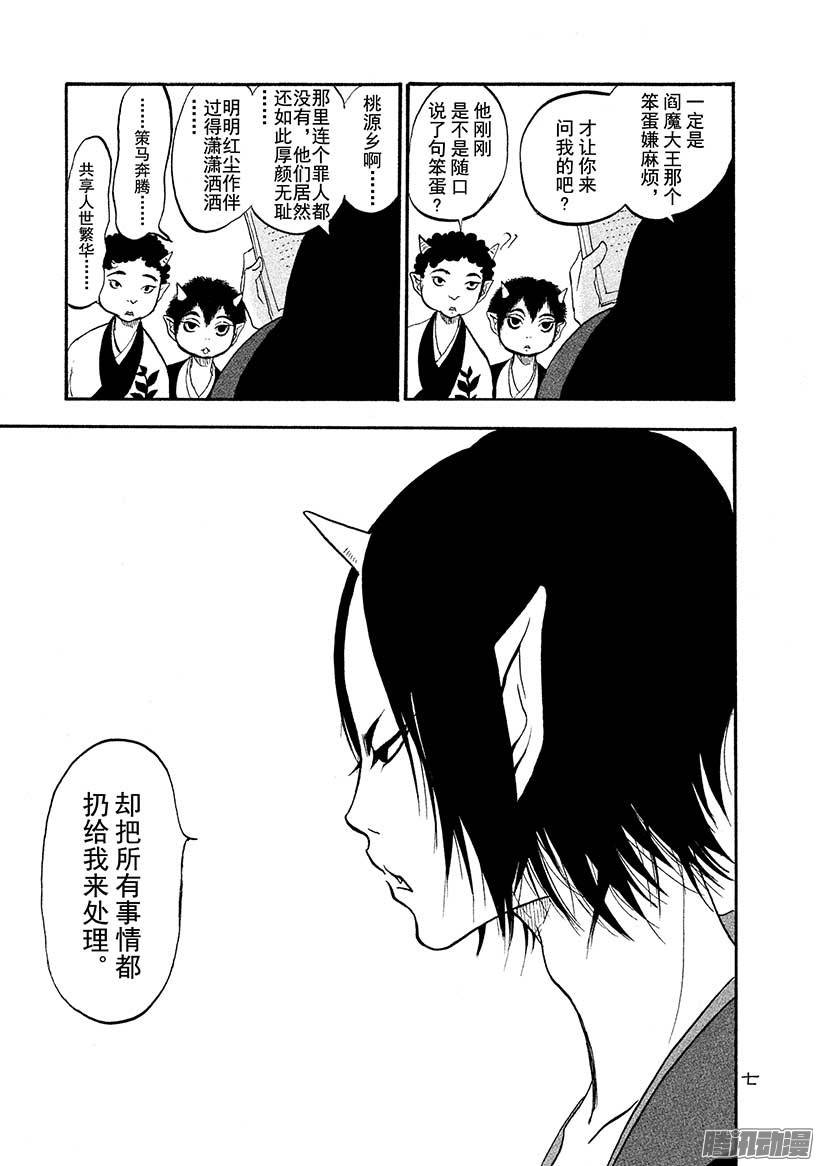 一定是
阎魔大王那个
笨蛋嫌麻烦，
才让你来
问我的吧？
他刚刚
是不是随口
说了句笨蛋？
桃源乡啊……
那里连个罪人都
没有，他们居然
还如此厚颜无耻
……
明明红尘作伴
过得潇潇洒洒
……策马奔腾……
共享人世繁华……
却把所有事情都
扔给我来处理。
七
腾讯动漫